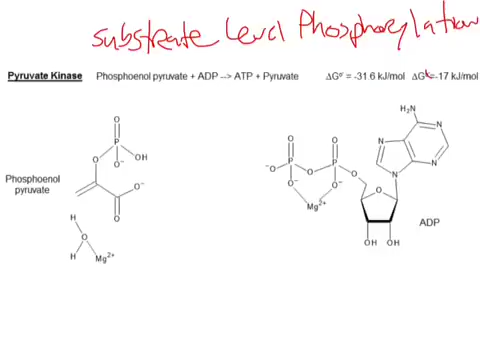 Substrate Level Phosphorylation
Pyruvate Kinase Phosphoenol pyruvate + ADP --> ATP + Pyruvate ΔG°' = -31.6 kJ/mol ΔG =-17 kJ/mol
H₂N
N
N
N
N
N
O
P
OH
O⁻
O
O⁻
O
Phosphoenol
pyruvate
H
O
H
Mg²⁺
O
O
⁻O
P
O
P
O
O⁻
O⁻
Mg²⁺
O
OH
OH
ADP